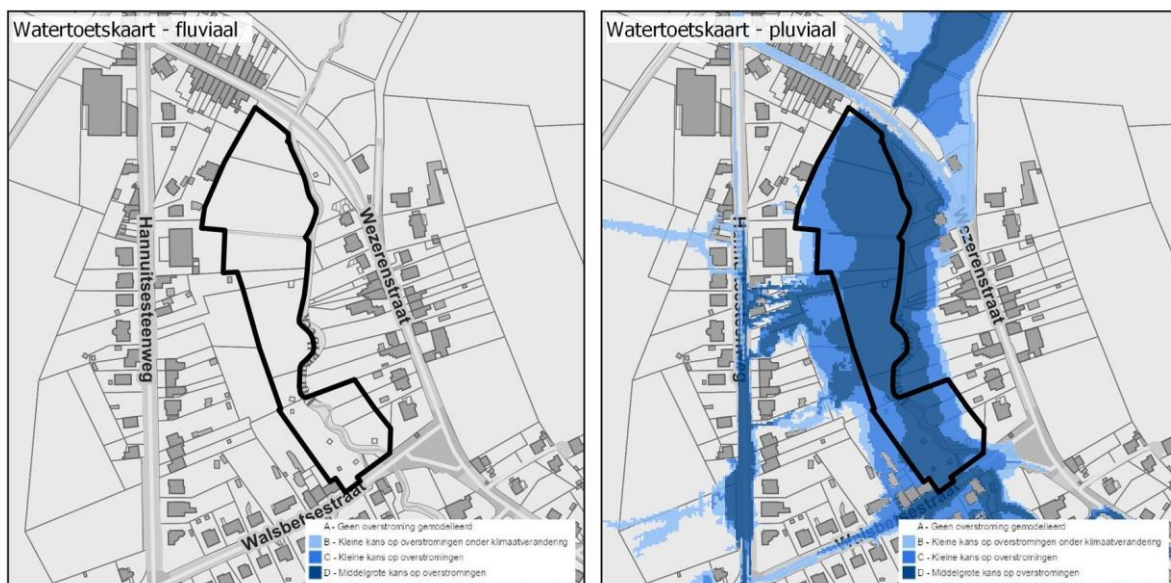 Watertoetskaart - fluviaal
Hannuitsesteenweg
Wezerenstraat
Walsbetsestraat
A - Geen overstroming gemodelleerd
B - Kleine kans op overstromingen onder klimaatverandering
C - Kleine kans op overstromingen
D - Middelgrote kans op overstromingen
Watertoetskaart - pluviaal
Hannuitsesteenweg
Wezerenstraat
Walsbetsestraat
A - Geen overstroming gemodelleerd
B - Kleine kans op overstromingen onder klimaatverandering
C - Kleine kans op overstromingen
D - Middelgrote kans op overstromingen